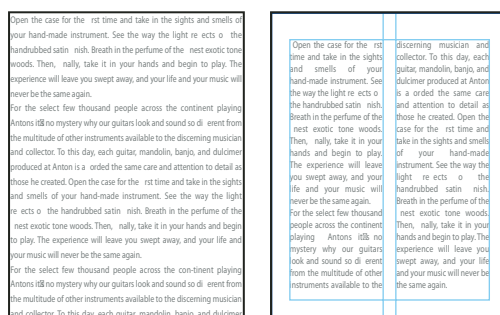 Open the case for the rst time and take in the sights and smells of
your hand-made instrument. See the way the light re ects o the
handrubbed satin nish. Breath in the perfume of the nest exotic tone
woods. Then, nally, take it in your hands and begin to play. The
experience will leave you swept away, and your life and your music will
never be the same again.
For the select few thousand people across the continent playing
Antons it no mystery why our guitars look and sound so di erent from
the multitude of other instruments available to the discerning musician
and collector. To this day, each guitar, mandolin, banjo, and dulcimer
produced at Anton is a orded the same care and attention to detail as
those he created. Open the case for the rst time and take in the sights
and smells of your hand-made instrument. See the way the light
re ects o the handrubbed satin nish. Breath in the perfume of the
nest exotic tone woods. Then, nally, take it in your hands and begin
to play. The experience will leave you swept away, and your life and
your music will never be the same again.
For the select few thousand people across the con-tinent playing
Antons it no mystery why our guitars look and sound so di erent from
the multitude of other instruments available to the discerning musician
and collector. To this day, each guitar, mandolin, banjo, and dulcimer
Open the case for the rst
time and take in the sights
and smells of your
hand-made instrument. See
the way the light re ects o
the handrubbed satin nish.
Breath in the perfume of the
nest exotic tone woods.
Then, nally, take it in your
hands and begin to play.
The experience will leave
you swept away, and your
life and your music will
never be the same again.
For the select few thousand
people across the continent
playing Antons it no
mystery why our guitars
look and sound so di erent
from the multitude of other
instruments available to the
discerning musician and
collector. To this day, each
guitar, mandolin, banjo, and
dulcimer produced at Anton
is a orded the same care
and attention to detail as
those he created. Open the
case for the rst time and
take in the sights and smells
of your hand-made
instrument. See the way the
light re ects o the
handrubbed satin nish.
Breath in the perfume of the
nest exotic tone woods.
Then, nally, take it in your
hands and begin to play. The
experience will leave you
swept away, and your life
and your music will never be
the same again.